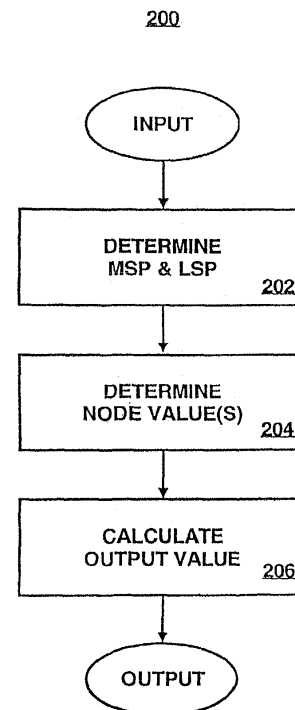 200
INPUT
DETERMINE
MSP & LSP
202
DETERMINE
NODE VALUE(S)
204
CALCULATE
OUTPUT VALUE
206
OUTPUT